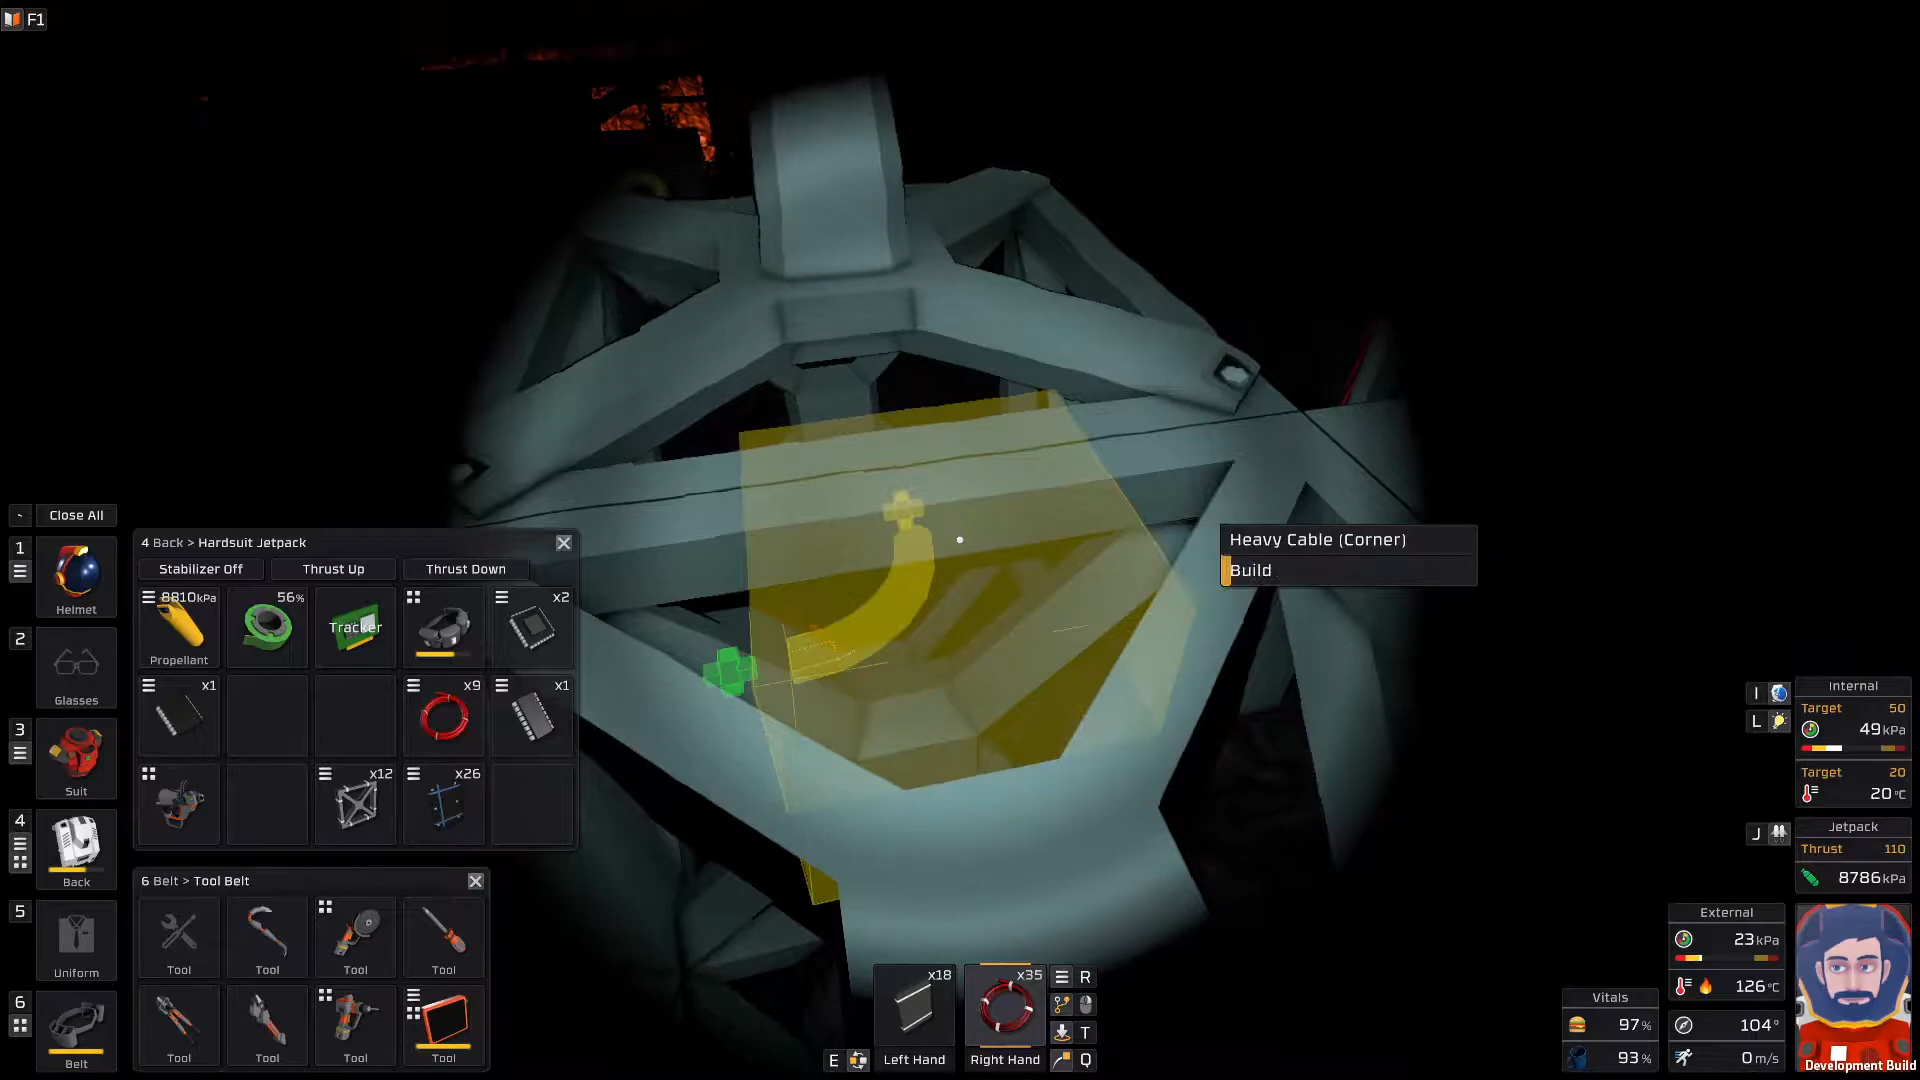 F1
~ Close All
1 Helmet
2 Glasses
3 Suit
4 Back
5 Uniform
6 Belt
4 Back > Hardsuit Jetpack
Stabilizer Off Thrust Up Thrust Down
8810kPa 56% x2
Tracker
Propellant
x1 x9 x1
x12 x26
6 Belt > Tool Belt
Tool Tool Tool Tool
Tool Tool Tool Tool
Heavy Cable (Corner)
Build
x18 x35 R
T
E Left Hand Right Hand Q
I Internal
Target 50
L 49kPa
Target 20
20°C
J Jetpack
Thrust 110
8786kPa
External
23kPa
126°C
Vitals
97% 104°
93% 0m/s
Development Build